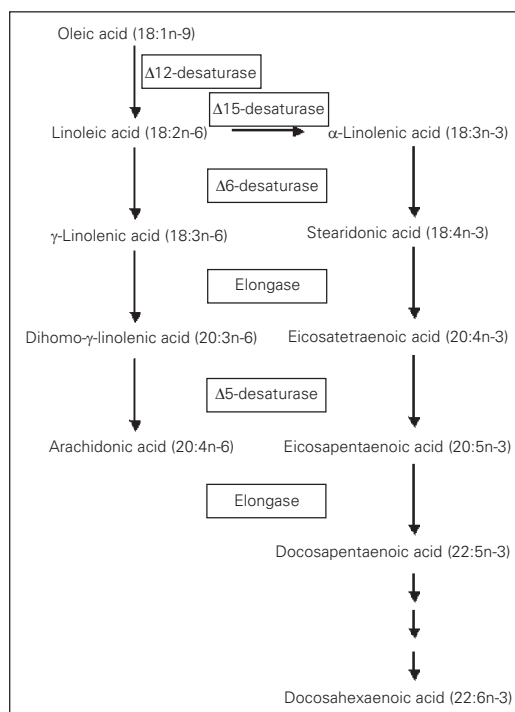 Oleic acid (18:1n-9)
Δ12-desaturase
Δ15-desaturase
Linoleic acid (18:2n-6)
α-Linolenic acid (18:3n-3)
Δ6-desaturase
γ-Linolenic acid (18:3n-6)
Stearidonic acid (18:4n-3)
Elongase
Dihomo-γ-linolenic acid (20:3n-6)
Eicosatetraenoic acid (20:4n-3)
Δ5-desaturase
Arachidonic acid (20:4n-6)
Eicosapentaenoic acid (20:5n-3)
Elongase
Docosapentaenoic acid (22:5n-3)
Docosahexaenoic acid (22:6n-3)